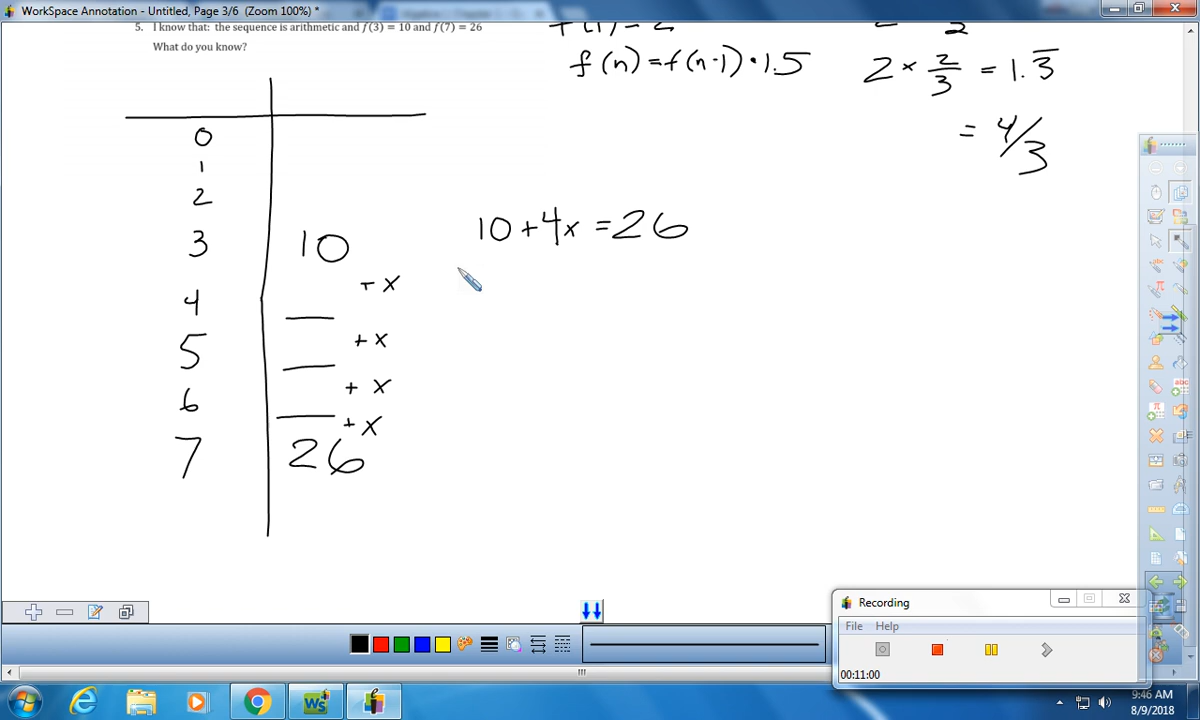 WorkSpace Annotation - Untitled, Page 3/6 (Zoom 100%) *
5. I know that: the sequence is arithmetic and f(3) = 10 and f(7) = 26
What do you know?
f(n) = f(n-1) • 1.5
2 × 2/3 = 1.3̅
= 4/3
0
1
2
3 10
+ x
4
+ x
5
+ x
6
+ x
7 26
10 + 4x = 26
Recording
File Help
00:11:00
9:46 AM
8/9/2018